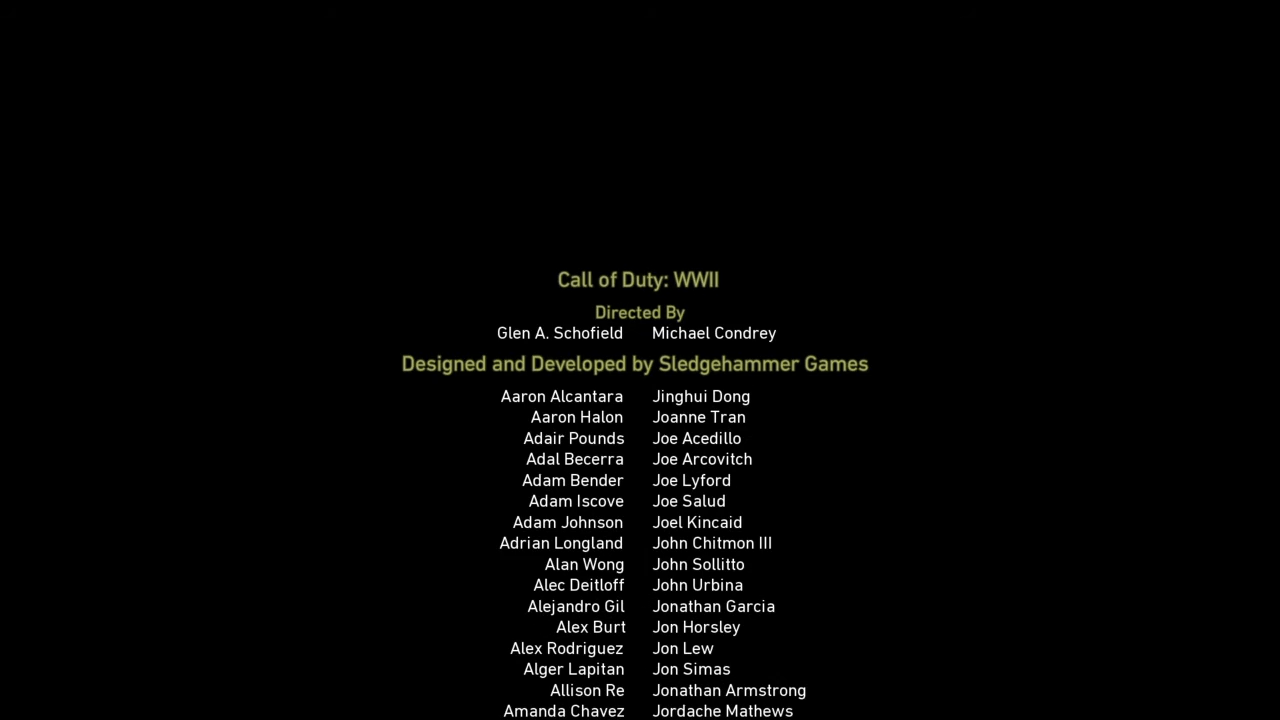 Call of Duty: WWII
Directed By
Glen A. Schofield Michael Condrey
Designed and Developed by Sledgehammer Games
Aaron Alcantara Jinghui Dong
Aaron Halon Joanne Tran
Adair Pounds Joe Acedillo
Adal Becerra Joe Arcovitch
Adam Bender Joe Lyford
Adam Iscove Joe Salud
Adam Johnson Joel Kincaid
Adrian Longland John Chitmon III
Alan Wong John Sollitto
Alec Deitloff John Urbina
Alejandro Gil Jonathan Garcia
Alex Burt Jon Horsley
Alex Rodriguez Jon Lew
Alger Lapitan Jon Simas
Allison Re Jonathan Armstrong
Amanda Chavez Jordache Mathews